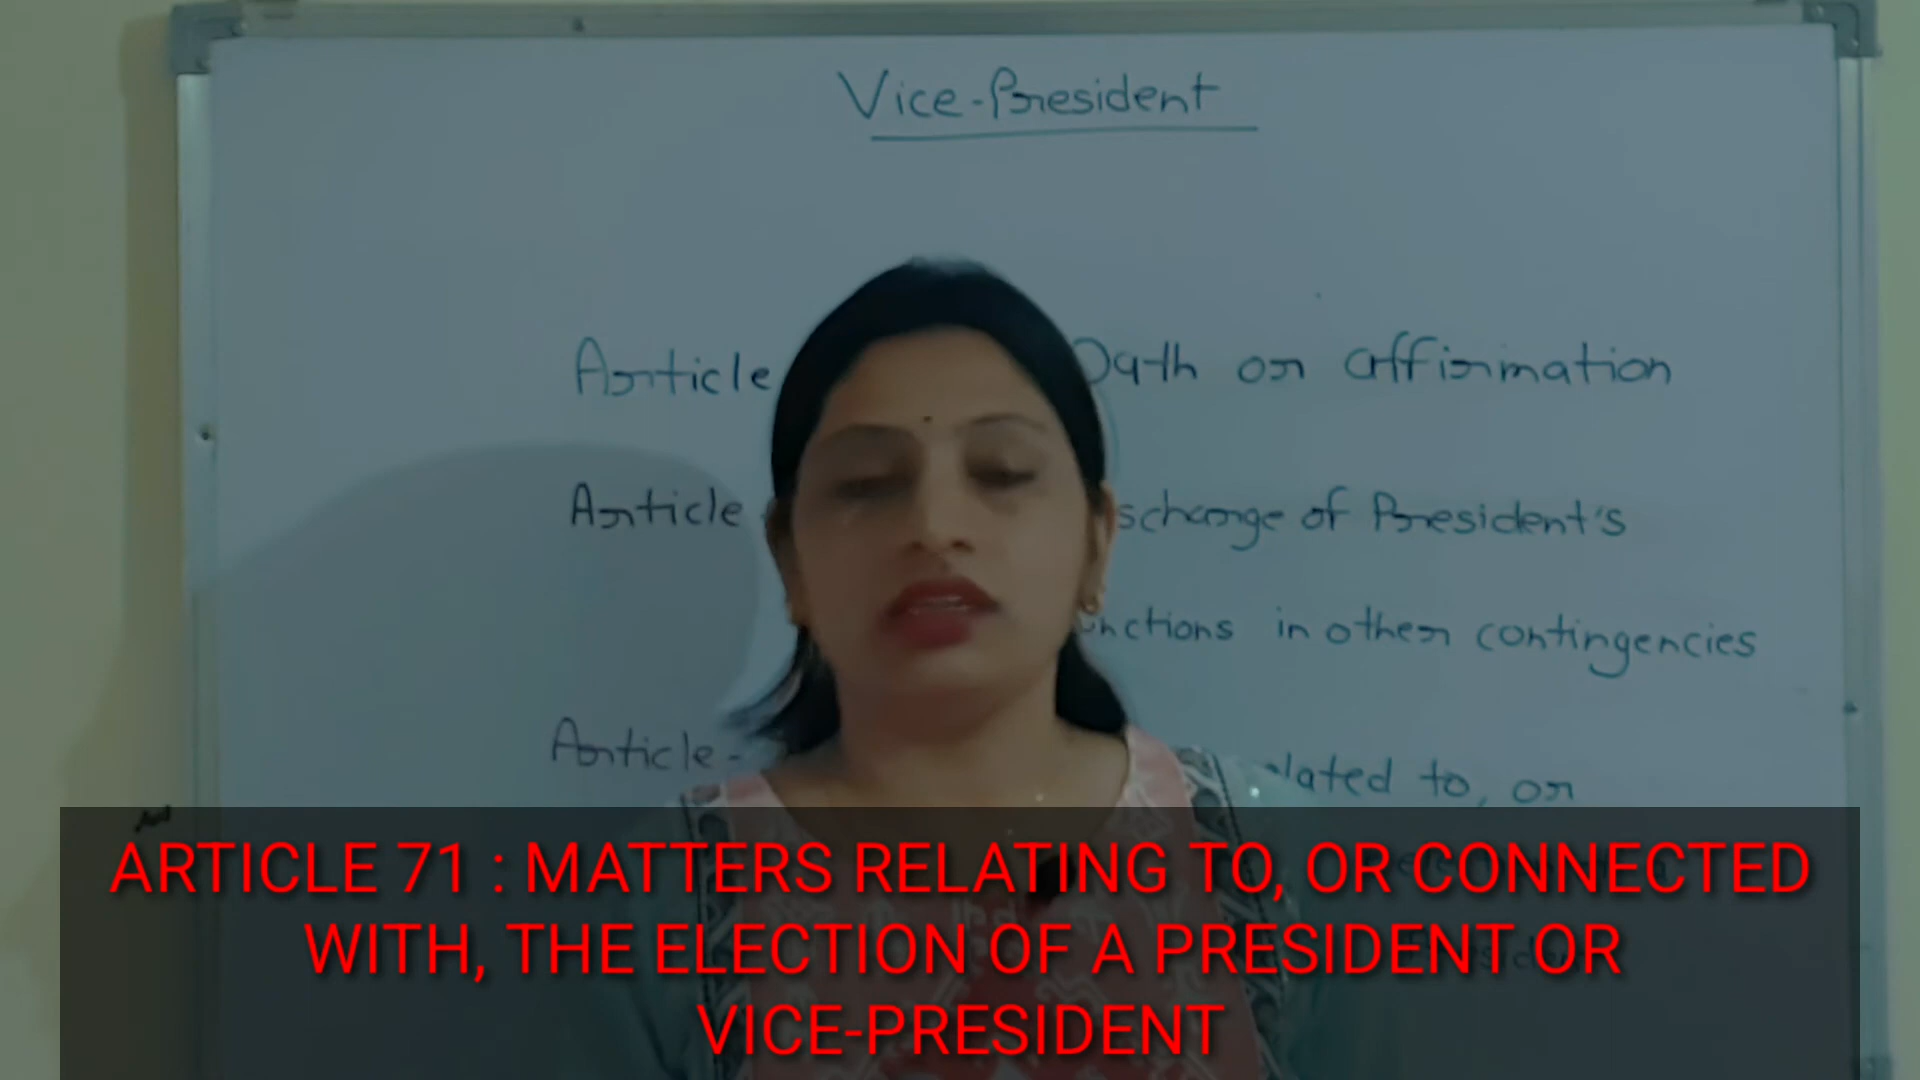 Vice-President
Article Oath or affirmation
Article scharge of President's
nctions in other contingencies
Article- lated to, or
ARTICLE 71 : MATTERS RELATING TO, OR CONNECTED
WITH, THE ELECTION OF A PRESIDENT OR
VICE-PRESIDENT